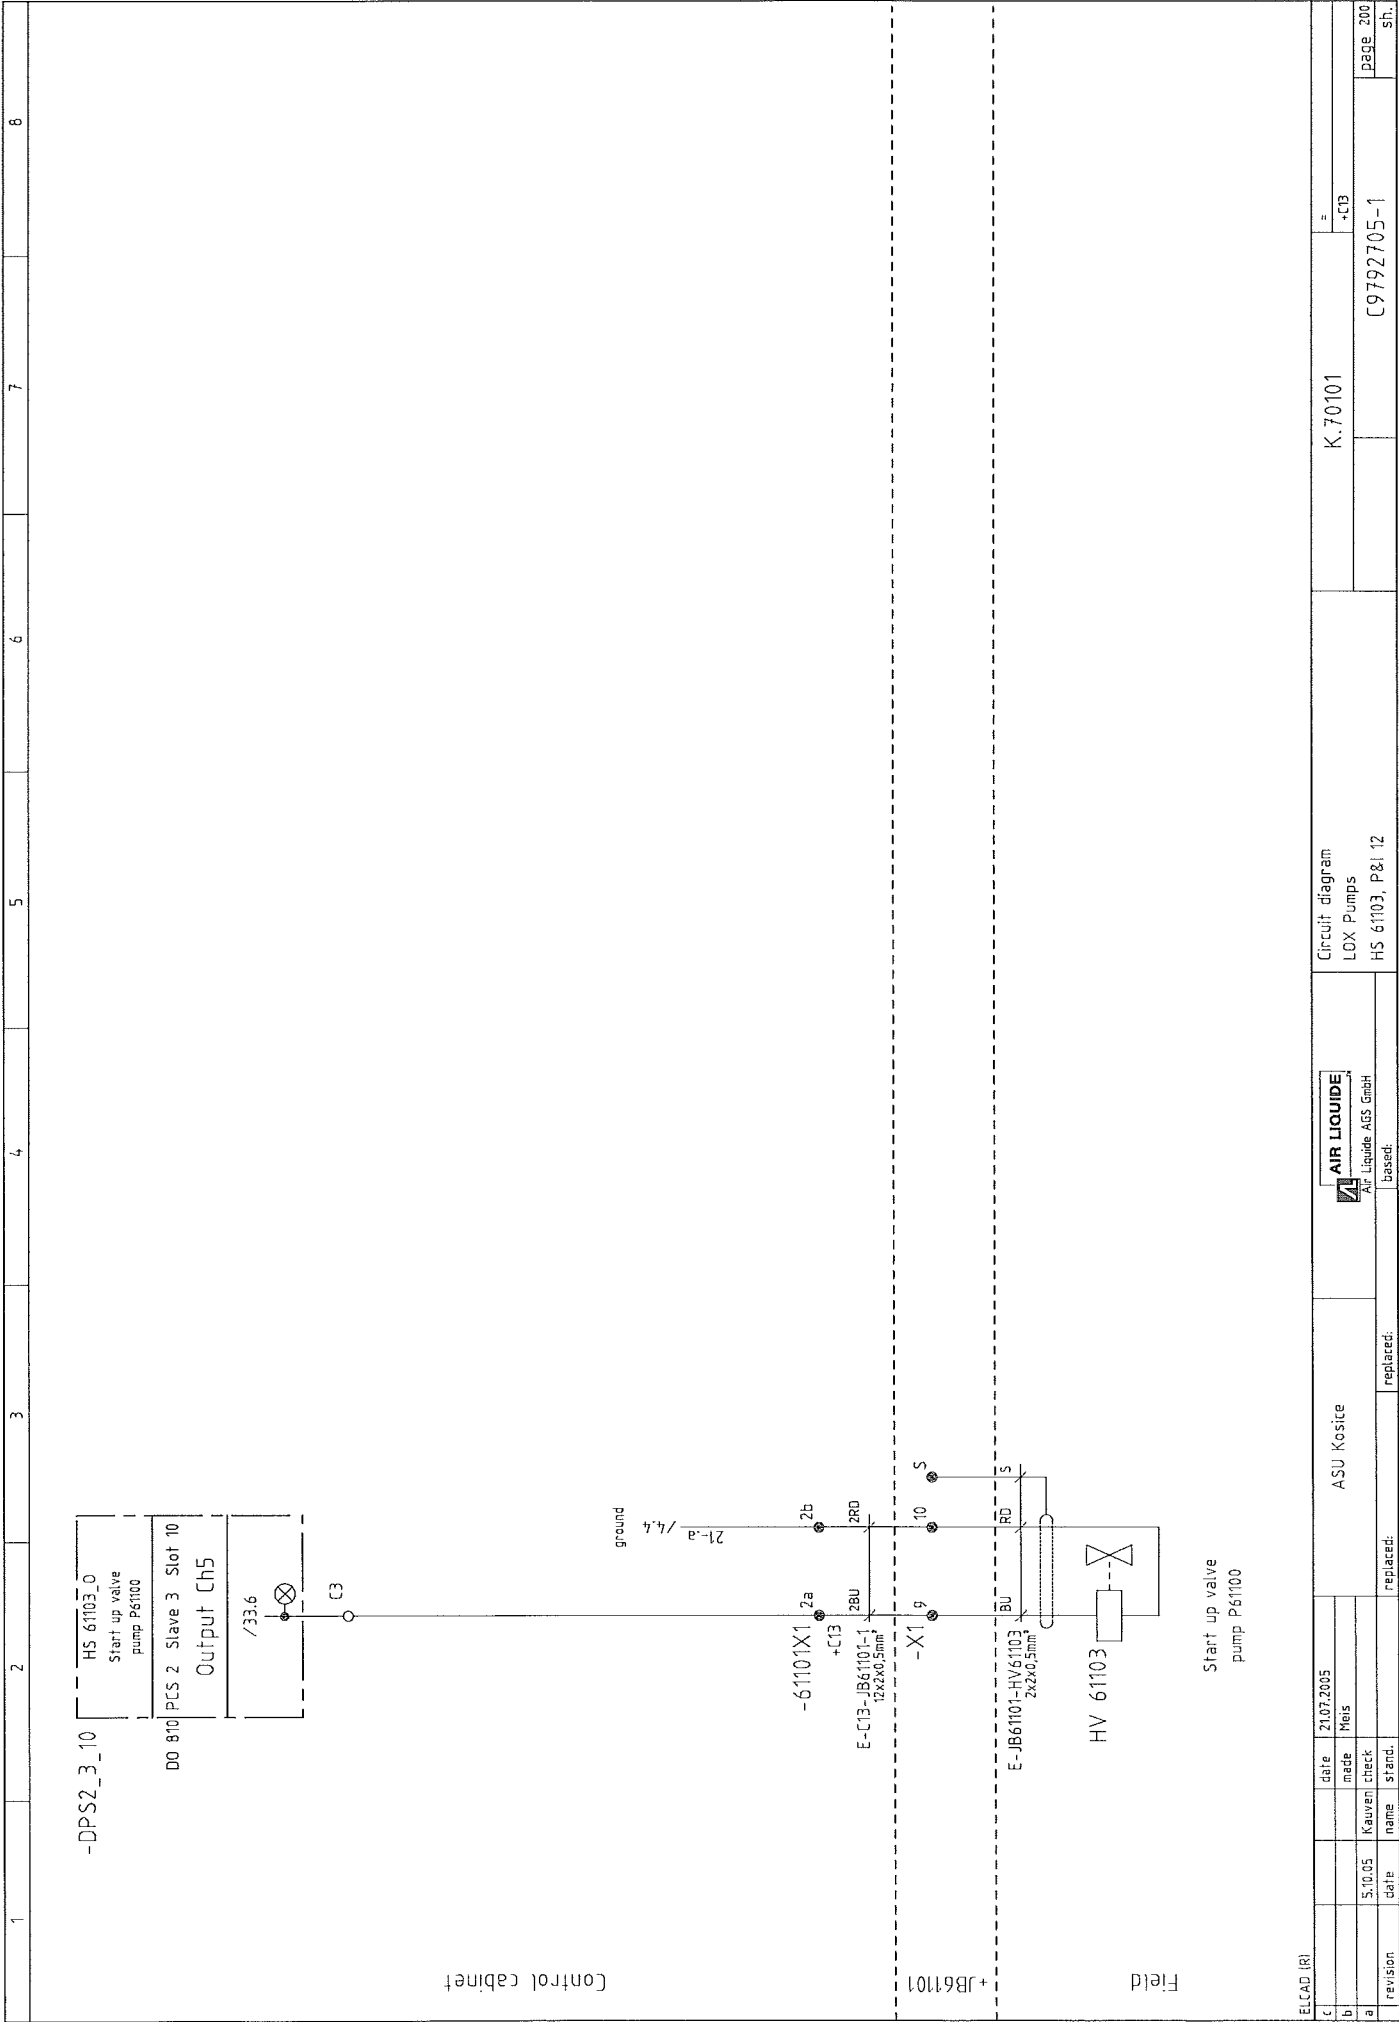 1 2 3 4 5 6 7 8
-DPS2_3_10
HS 61103_O
Start up valve
pump P61100
DO 810 PCS 2 Slave 3 Slot 10
Output Ch5
/33.6
C3
Control cabinet
ground
/4.4
21-.a
-61101X1 2a 2b
+C13
2BU 2RD
E-C13-JB61101-1
12x2x0,5mm²
+JB61101
-X1 9 10 S
BU RD S
E-JB61101-HV61103
2x2x0,5mm²
Field
HV 61103
Start up valve
pump P61100
ELCAD (R)
c
b
a 5.10.05 Kauven
revision date name
date 21.07.2005
made Meis
check
stand.
ASU Kosice
replaced: replaced:
AIR LIQUIDE
Air Liquide AGS GmbH
based:
Circuit diagram
LOX Pumps
HS 61103, P&I 12
K.70101
=
+C13
C9792705-1
page 200
sh.